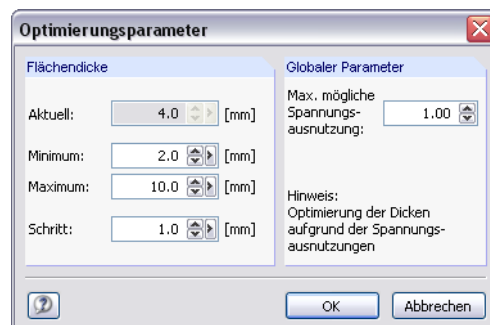 Optimierungsparameter
Flächendicke
Aktuell: 4.0 [mm]
Minimum: 2.0 [mm]
Maximum: 10.0 [mm]
Schritt: 1.0 [mm]
Globaler Parameter
Max. mögliche
Spannungs-
ausnutzung: 1.00
Hinweis:
Optimierung der Dicken
aufgrund der Spannungs-
ausnutzungen
OK
Abbrechen